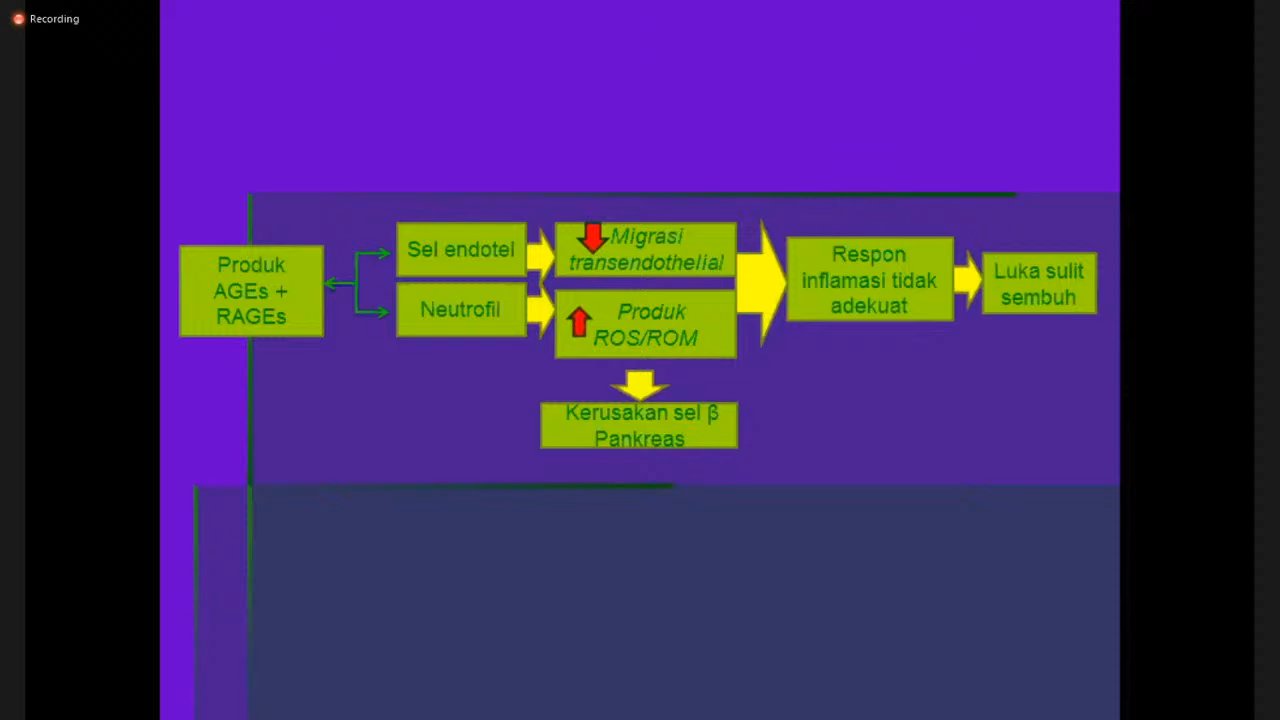 Recording
Produk
AGEs +
RAGEs
Sel endotel
Neutrofil
Migrasi
transendothelial
Produk
ROS/ROM
Kerusakan sel β
Pankreas
Respon
inflamasi tidak
adekuat
Luka sulit
sembuh